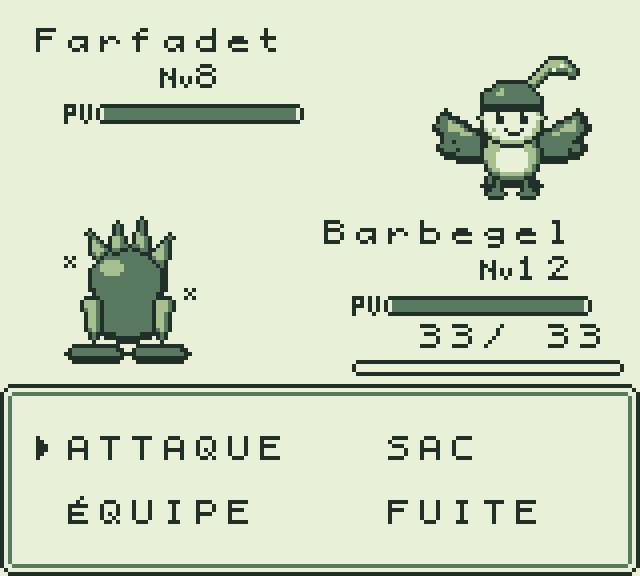 Farfadet
Nv8
PV
Barbegel
Nv12
PV
33/ 33
ATTAQUE SAC
ÉQUIPE FUITE